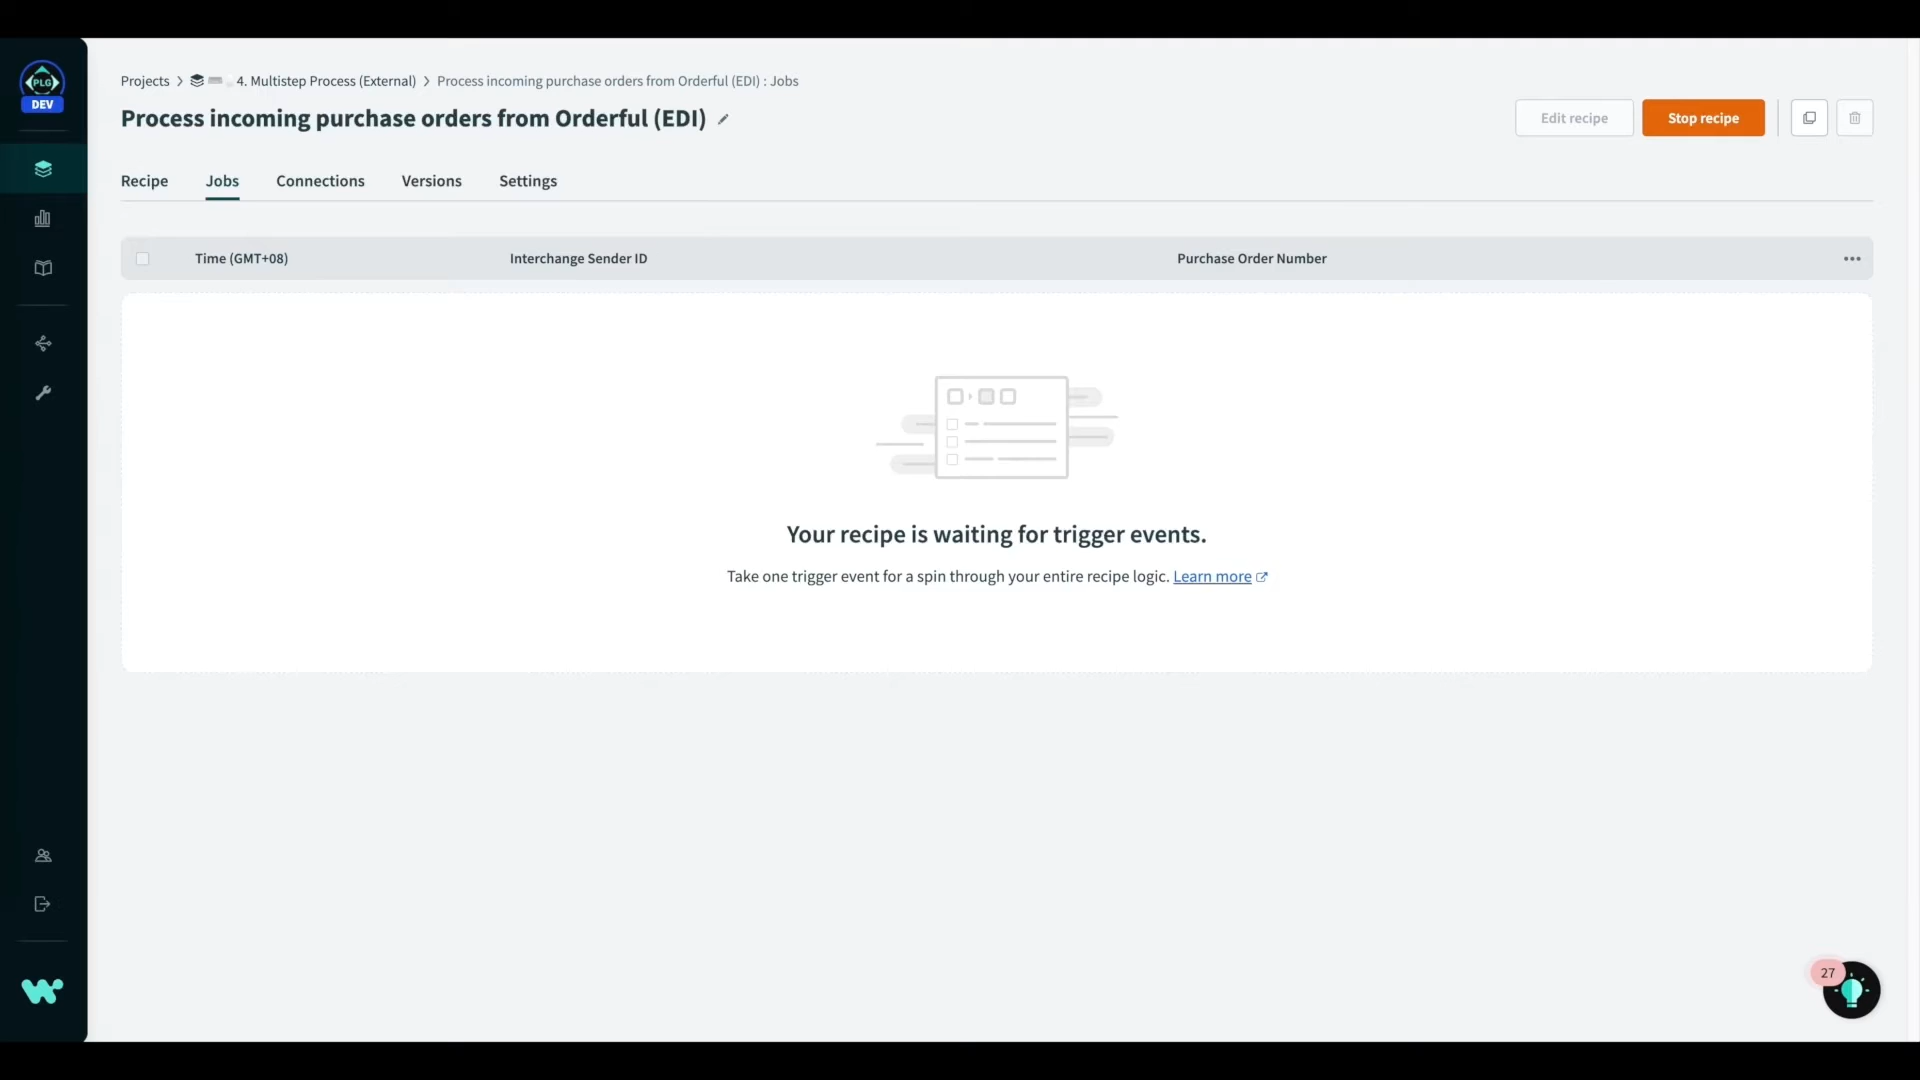 PLG
DEV
Projects > 4. Multistep Process (External) > Process incoming purchase orders from Orderful (EDI) : Jobs
Process incoming purchase orders from Orderful (EDI)
Edit recipe
Stop recipe
Recipe Jobs Connections Versions Settings
Time (GMT+08) Interchange Sender ID Purchase Order Number
Your recipe is waiting for trigger events.
Take one trigger event for a spin through your entire recipe logic. Learn more
27